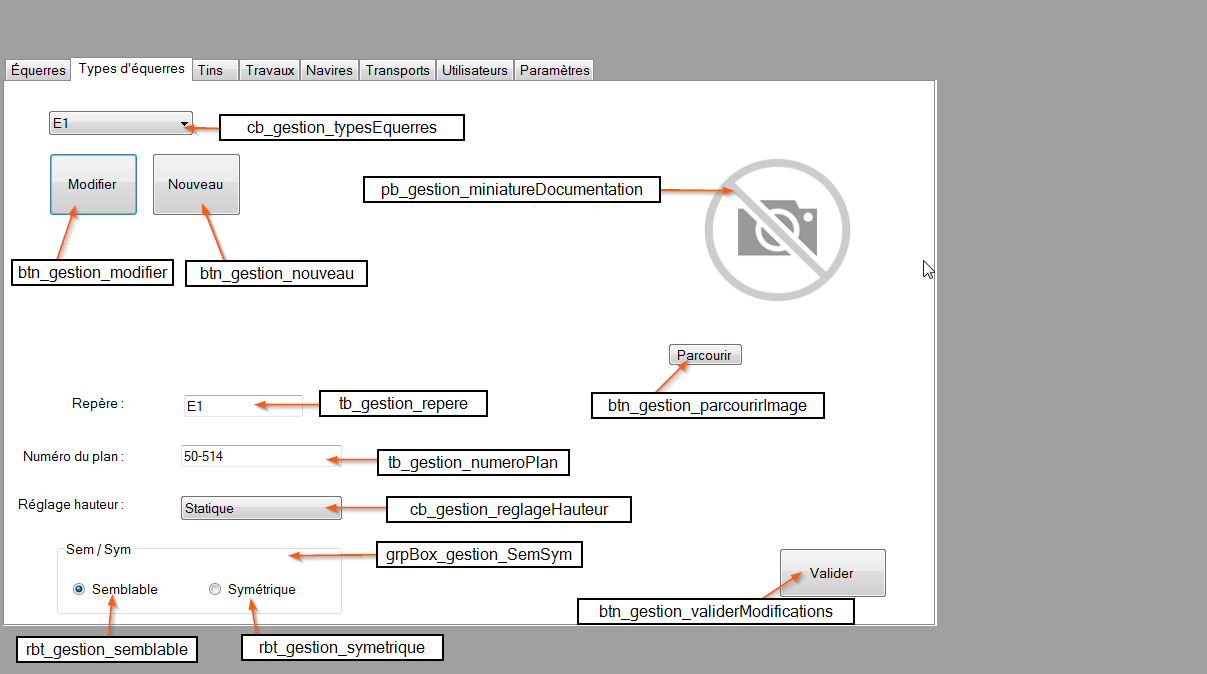 Équerres Types d'équerres Tins Travaux Navires Transports Utilisateurs Paramètres
E1
cb_gestion_typesEquerres
Modifier Nouveau
pb_gestion_miniatureDocumentation
btn_gestion_modifier btn_gestion_nouveau
Parcourir
btn_gestion_parcourirImage
Repère : E1 tb_gestion_repere
Numéro du plan : 50-514 tb_gestion_numeroPlan
Réglage hauteur : Statique cb_gestion_reglageHauteur
Sem / Sym grpBox_gestion_SemSym
Semblable Symétrique
Valider
btn_gestion_validerModifications
rbt_gestion_semblable rbt_gestion_symetrique